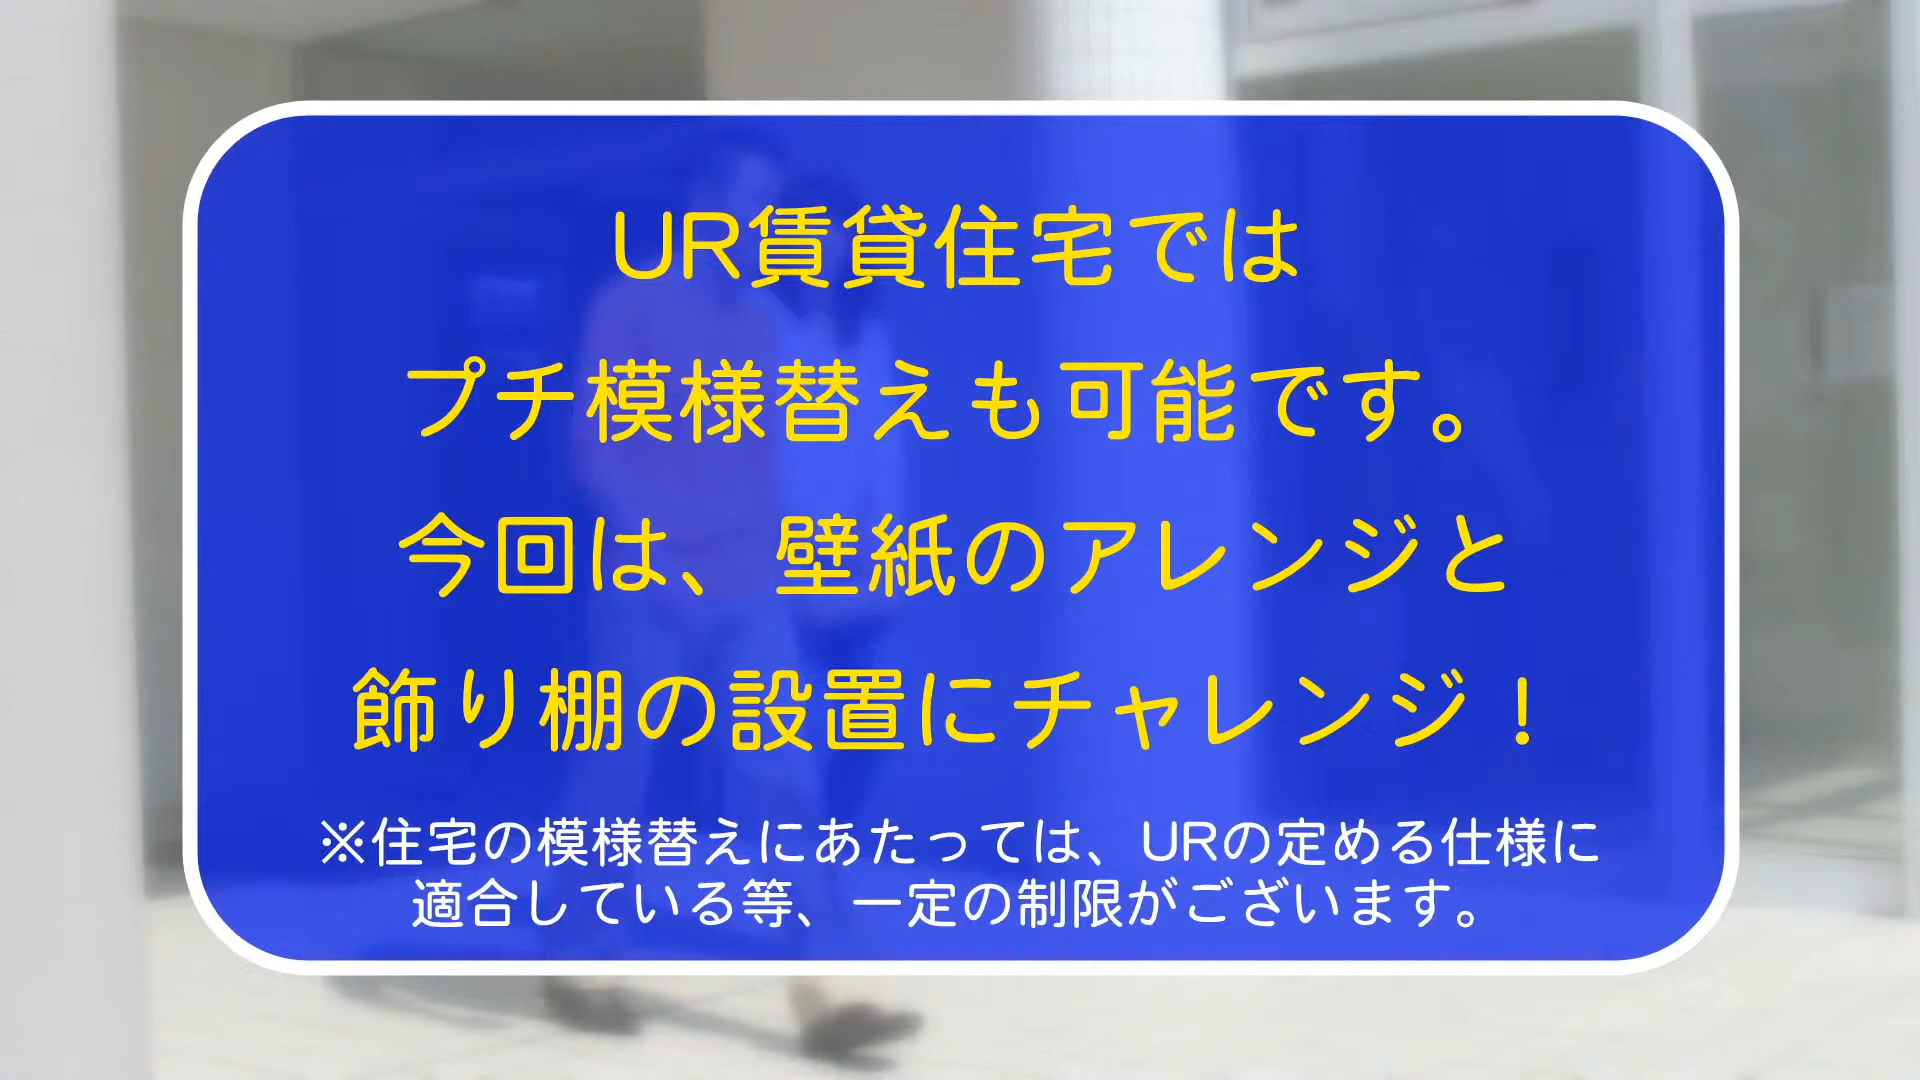 UR賃貸住宅では
プチ模様替えも可能です。
今回は、壁紙のアレンジと
飾り棚の設置にチャレンジ！
※住宅の模様替えにあたっては、URの定める仕様に
適合している等、一定の制限がございます。